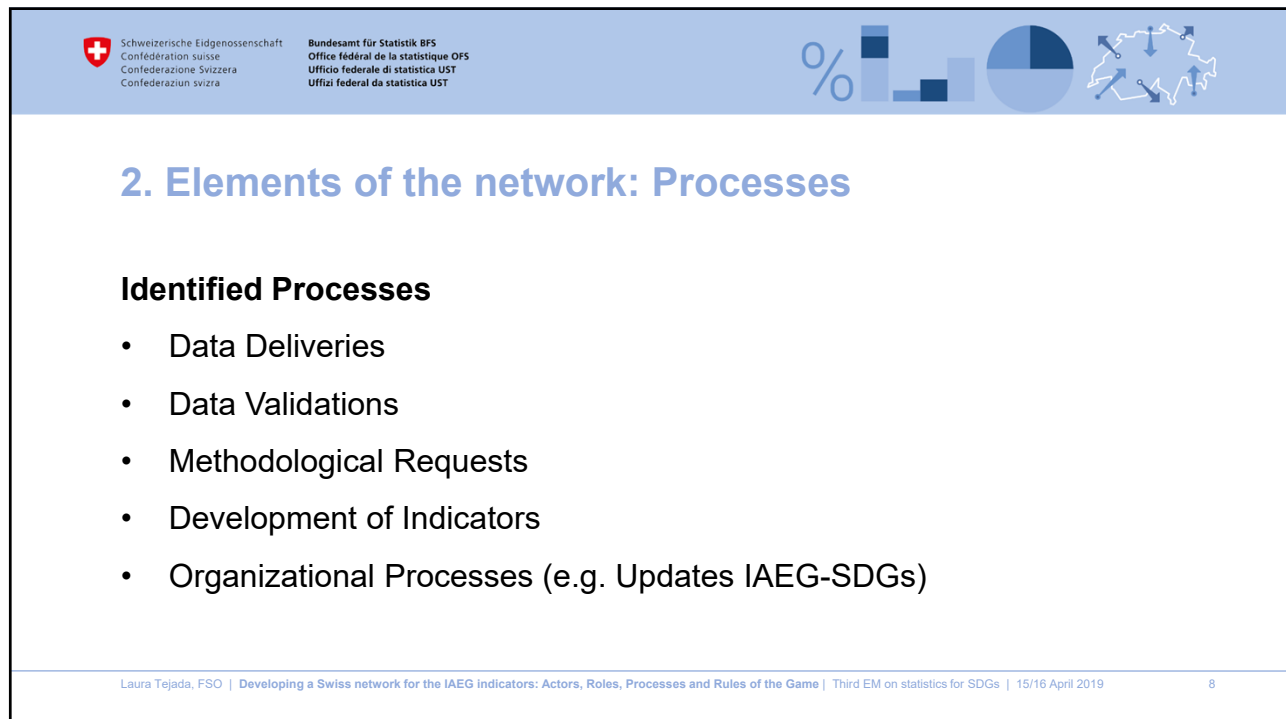 Schweizerische Eidgenossenschaft
Confédération suisse
Confederazione Svizzera
Confederaziun svizra
Bundesamt für Statistik BFS
Office fédéral de la statistique OFS
Ufficio federale di statistica UST
Uffizi federal da statistica UST
%
2. Elements of the network: Processes
Identified Processes
• Data Deliveries
• Data Validations
• Methodological Requests
• Development of Indicators
• Organizational Processes (e.g. Updates IAEG-SDGs)
Laura Tejada, FSO | Developing a Swiss network for the IAEG indicators: Actors, Roles, Processes and Rules of the Game | Third EM on statistics for SDGs | 15/16 April 2019 8